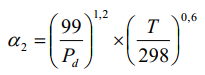 α₂ = (99 / P_d)^1,2 × (T / 298)^0,6